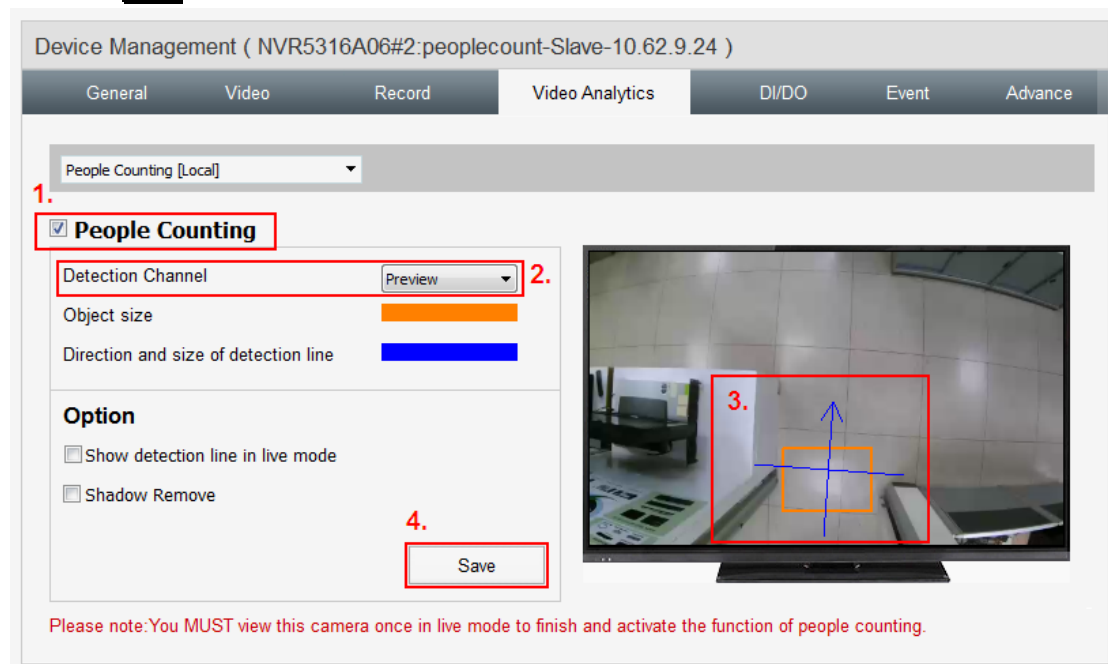 Device Management ( NVR5316A06#2:peoplecount-Slave-10.62.9.24 )
General Video Record Video Analytics DI/DO Event Advance
People Counting [Local]
1.
People Counting
Detection Channel Preview 2.
Object size
Direction and size of detection line
3.
Option
Show detection line in live mode
Shadow Remove
4.
Save
Please note:You MUST view this camera once in live mode to finish and activate the function of people counting.